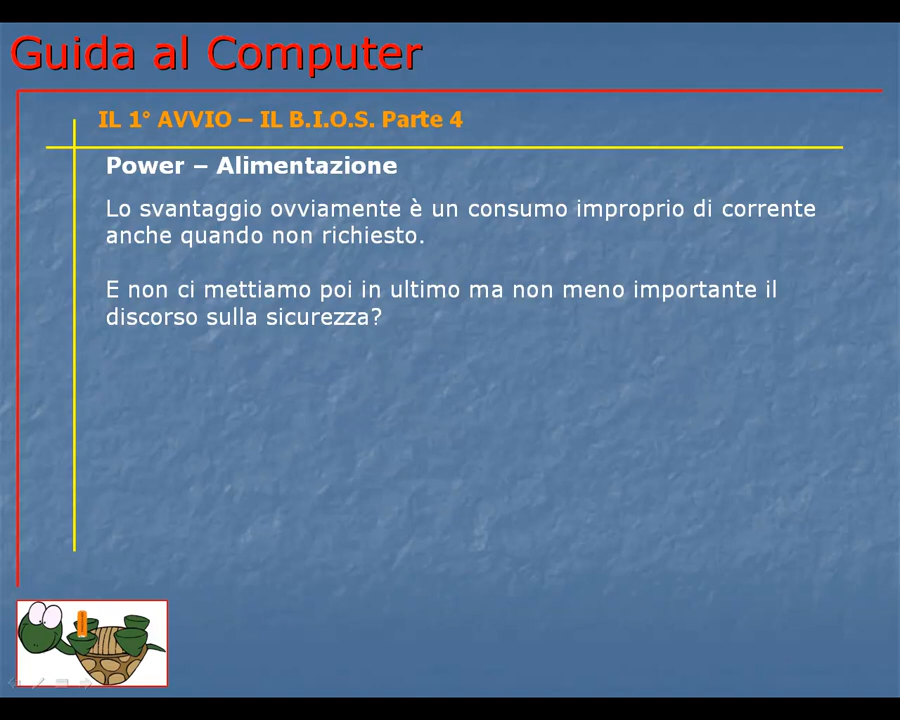 Guida al Computer
IL 1° AVVIO – IL B.I.O.S. Parte 4
Power – Alimentazione
Lo svantaggio ovviamente è un consumo improprio di corrente
anche quando non richiesto.
E non ci mettiamo poi in ultimo ma non meno importante il
discorso sulla sicurezza?